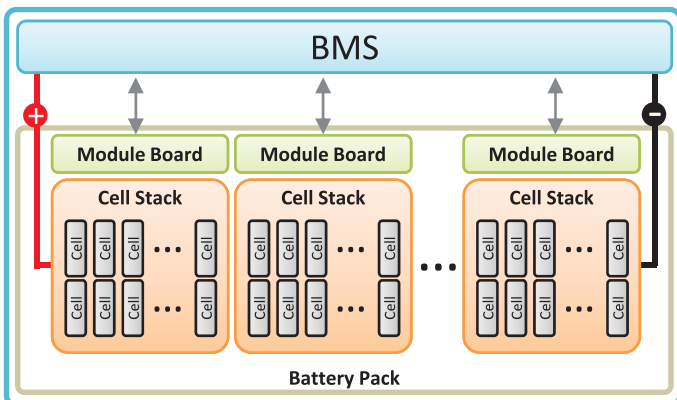 BMS
+
−
Module Board Module Board Module Board
Cell Stack Cell Stack Cell Stack
Cell Cell Cell ... Cell Cell Cell Cell ... Cell ... Cell Cell Cell ... Cell
Cell Cell Cell ... Cell Cell Cell Cell ... Cell Cell Cell Cell ... Cell
Battery Pack